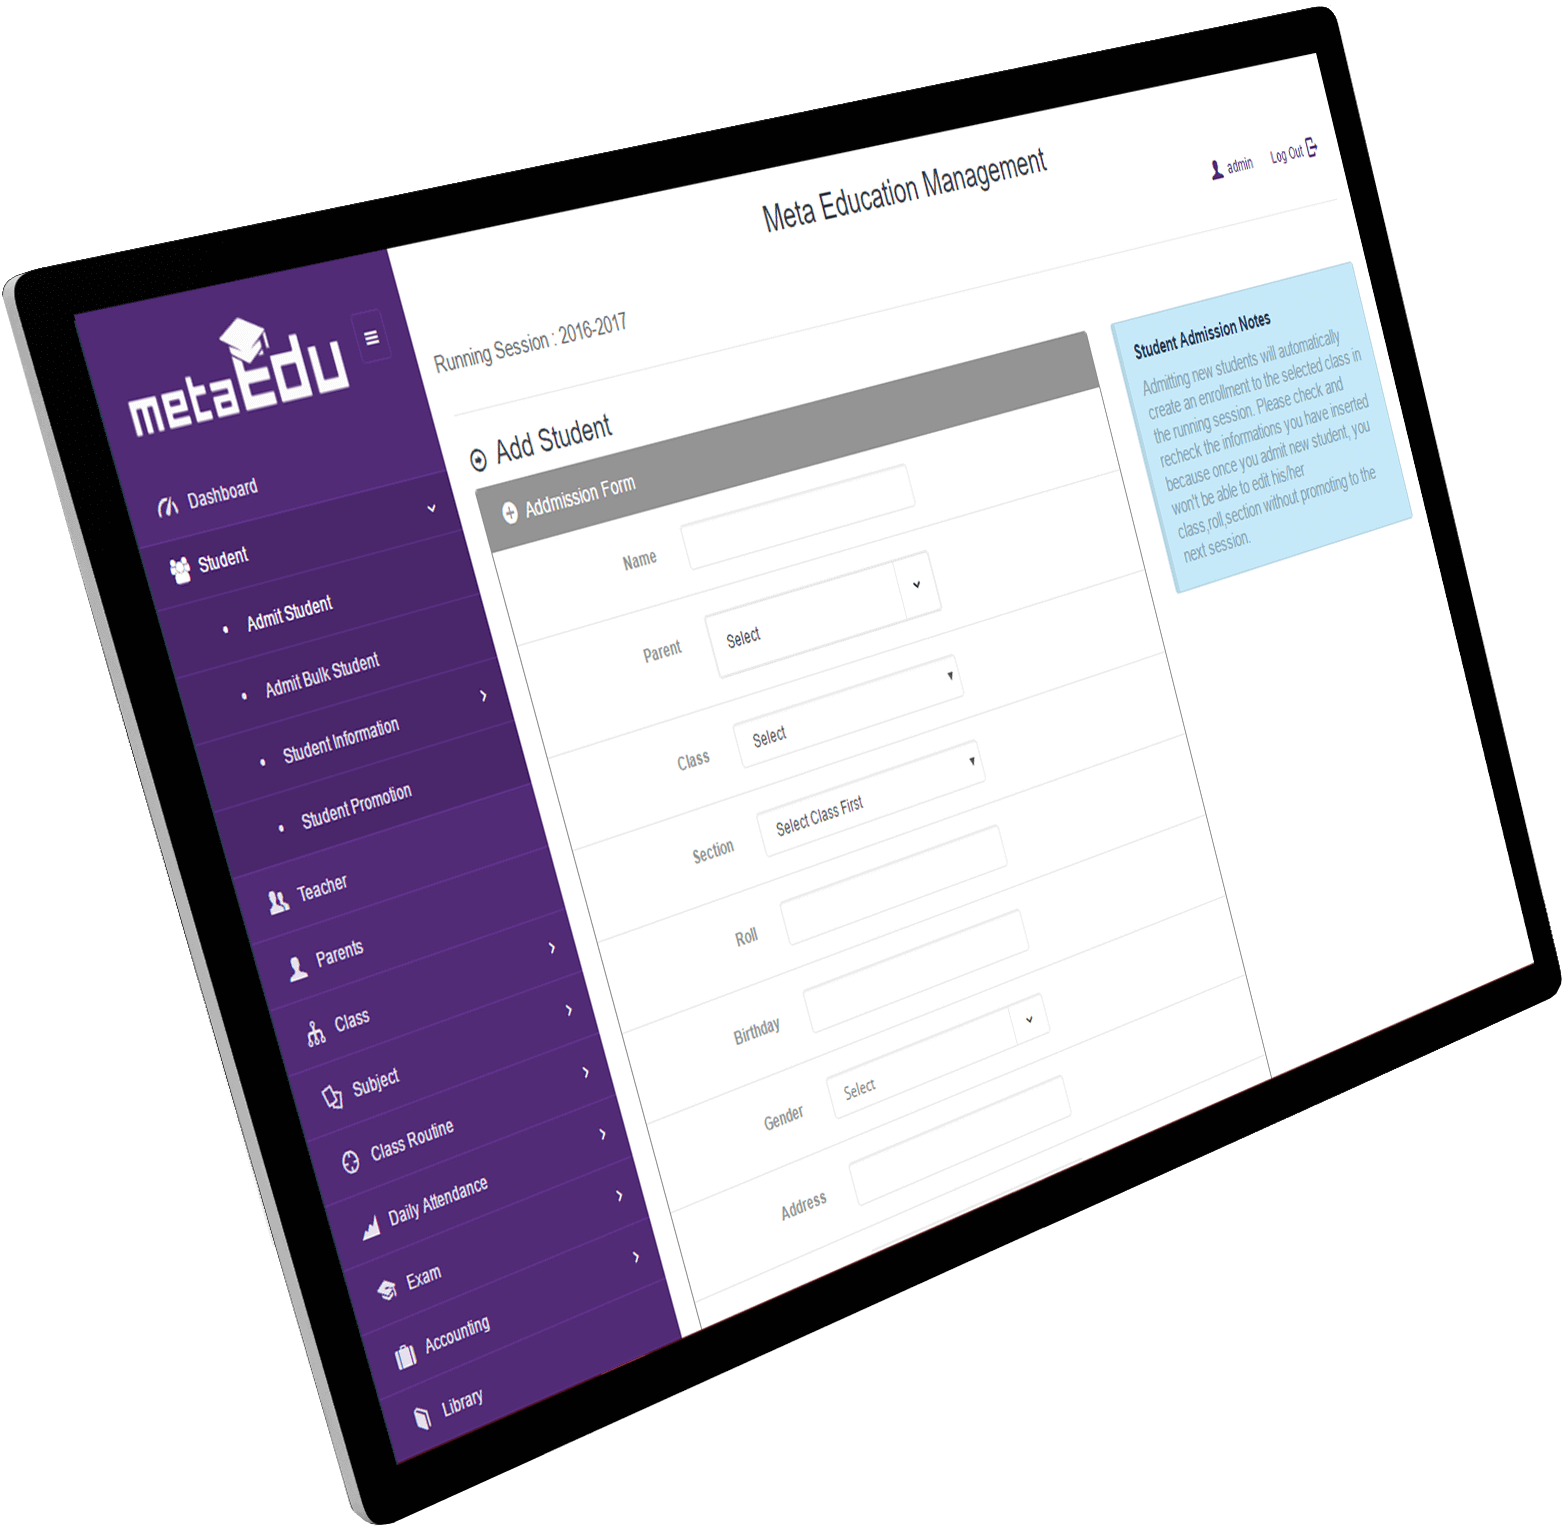 metaEdu
Dashboard
Student
Admit Student
Admit Bulk Student
Student Information
Student Promotion
Teacher
Parents
Class
Subject
Class Routine
Daily Attendance
Exam
Accounting
Library
Meta Education Management
admin
Log Out
Running Session : 2016-2017
Add Student
Addmission Form
Name
Parent
Select
Class
Select
Section
Select Class First
Roll
Birthday
Gender
Select
Address
Student Admission Notes
Admitting new students will automatically
create an enrollment to the selected class in
the running session. Please check and
recheck the informations you have inserted
because once you admit new student, you
won't be able to edit his/her
class,roll,section without promoting to the
next session.